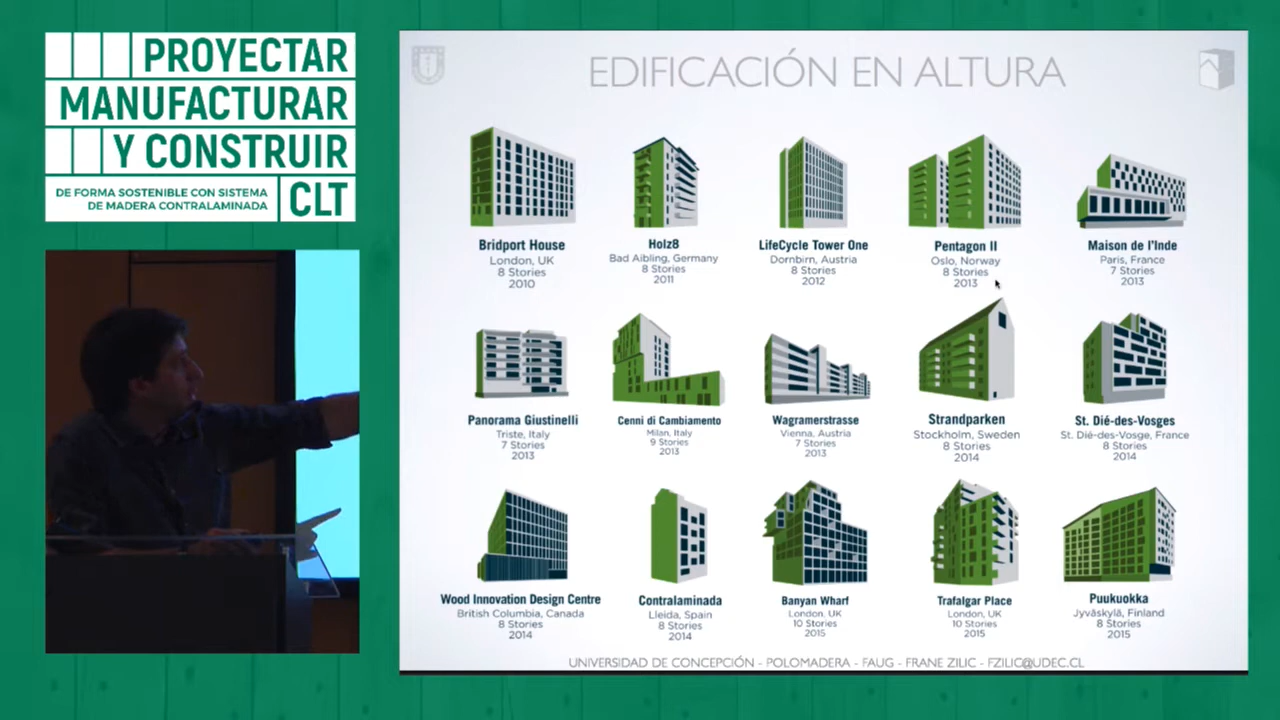 PROYECTAR
MANUFACTURAR
Y CONSTRUIR
DE FORMA SOSTENIBLE CON SISTEMA
DE MADERA CONTRALAMINADA
CLT
EDIFICACIÓN EN ALTURA
Bridport House
London, UK
8 Stories
2010
Holz8
Bad Aibling, Germany
8 Stories
2011
LifeCycle Tower One
Dornbirn, Austria
8 Stories
2012
Pentagon II
Oslo, Norway
8 Stories
2013
Maison de l'Inde
Paris, France
7 Stories
2013
Panorama Giustinelli
Triste, Italy
7 Stories
2013
Cenni di Cambiamento
Milan, Italy
9 Stories
2013
Wagramerstrasse
Vienna, Austria
7 Stories
2013
Strandparken
Stockholm, Sweden
8 Stories
2014
St. Dié-des-Vosges
St. Dié-des-Vosge, France
8 Stories
2014
Wood Innovation Design Centre
British Columbia, Canada
8 Stories
2014
Contralaminada
Lleida, Spain
8 Stories
2014
Banyan Wharf
London, UK
10 Stories
2015
Trafalgar Place
London, UK
10 Stories
2015
Puukuokka
Jyväskylä, Finland
8 Stories
2015
UNIVERSIDAD DE CONCEPCIÓN - POLOMADERA - FAUG - FRANE ZILIC - FZILIC@UDEC.CL